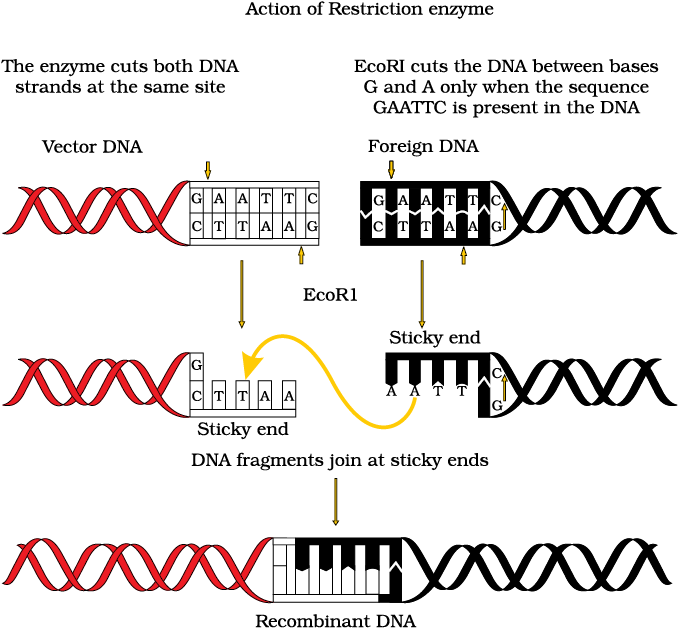 Action of Restriction enzyme
The enzyme cuts both DNA
strands at the same site
EcoRI cuts the DNA between bases
G and A only when the sequence
GAATTC is present in the DNA
Vector DNA
Foreign DNA
G A A T T C
C T T A A G
G A A T T C
C T T A A G
EcoR1
Sticky end
G
C T T A A
C
A A T T
G
Sticky end
DNA fragments join at sticky ends
Recombinant DNA